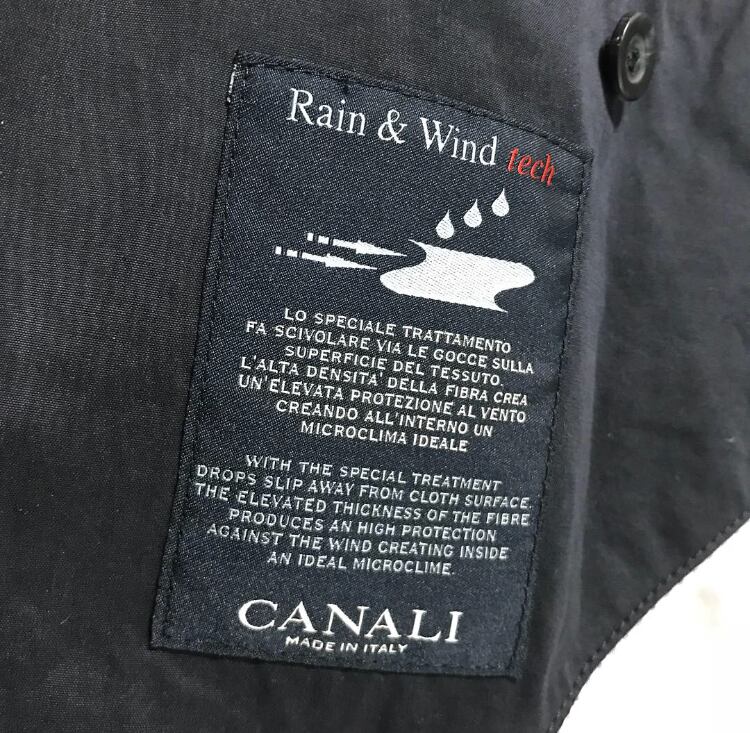 Rain & Wind tech
LO SPECIALE TRATTAMENTO
FA SCIVOLARE VIA LE GOCCE SULLA
SUPERFICIE DEL TESSUTO.
L'ALTA DENSITA' DELLA FIBRA CREA
UN'ELEVATA PROTEZIONE AL VENTO
CREANDO ALL'INTERNO UN
MICROCLIMA IDEALE
WITH THE SPECIAL TREATMENT
DROPS SLIP AWAY FROM CLOTH SURFACE.
THE ELEVATED THICKNESS OF THE FIBRE
PRODUCES AN HIGH PROTECTION
AGAINST THE WIND CREATING INSIDE
AN IDEAL MICROCLIME.
CANALI
MADE IN ITALY